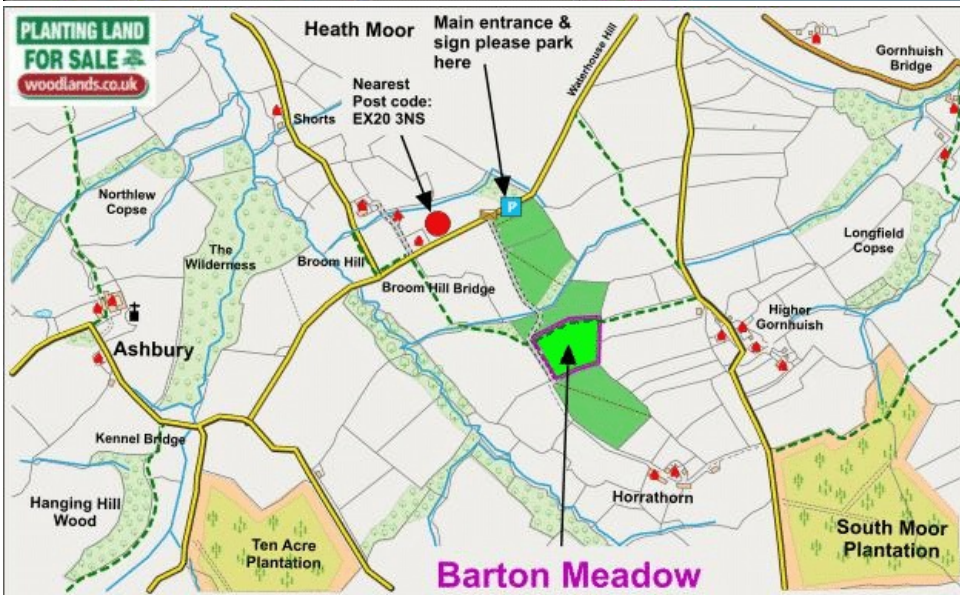 PLANTING LAND
FOR SALE
woodlands.co.uk
Heath Moor
Main entrance &
sign please park
here
Waterhouse Hill
Gornhuish
Bridge
Nearest
Post code:
EX20 3NS
Shorts
P
Northlew
Copse
The
Wilderness
Broom Hill
Broom Hill Bridge
Longfield
Copse
Higher
Gornhuish
Ashbury
Kennel Bridge
Hanging Hill
Wood
Ten Acre
Plantation
Horrathorn
South Moor
Plantation
Barton Meadow